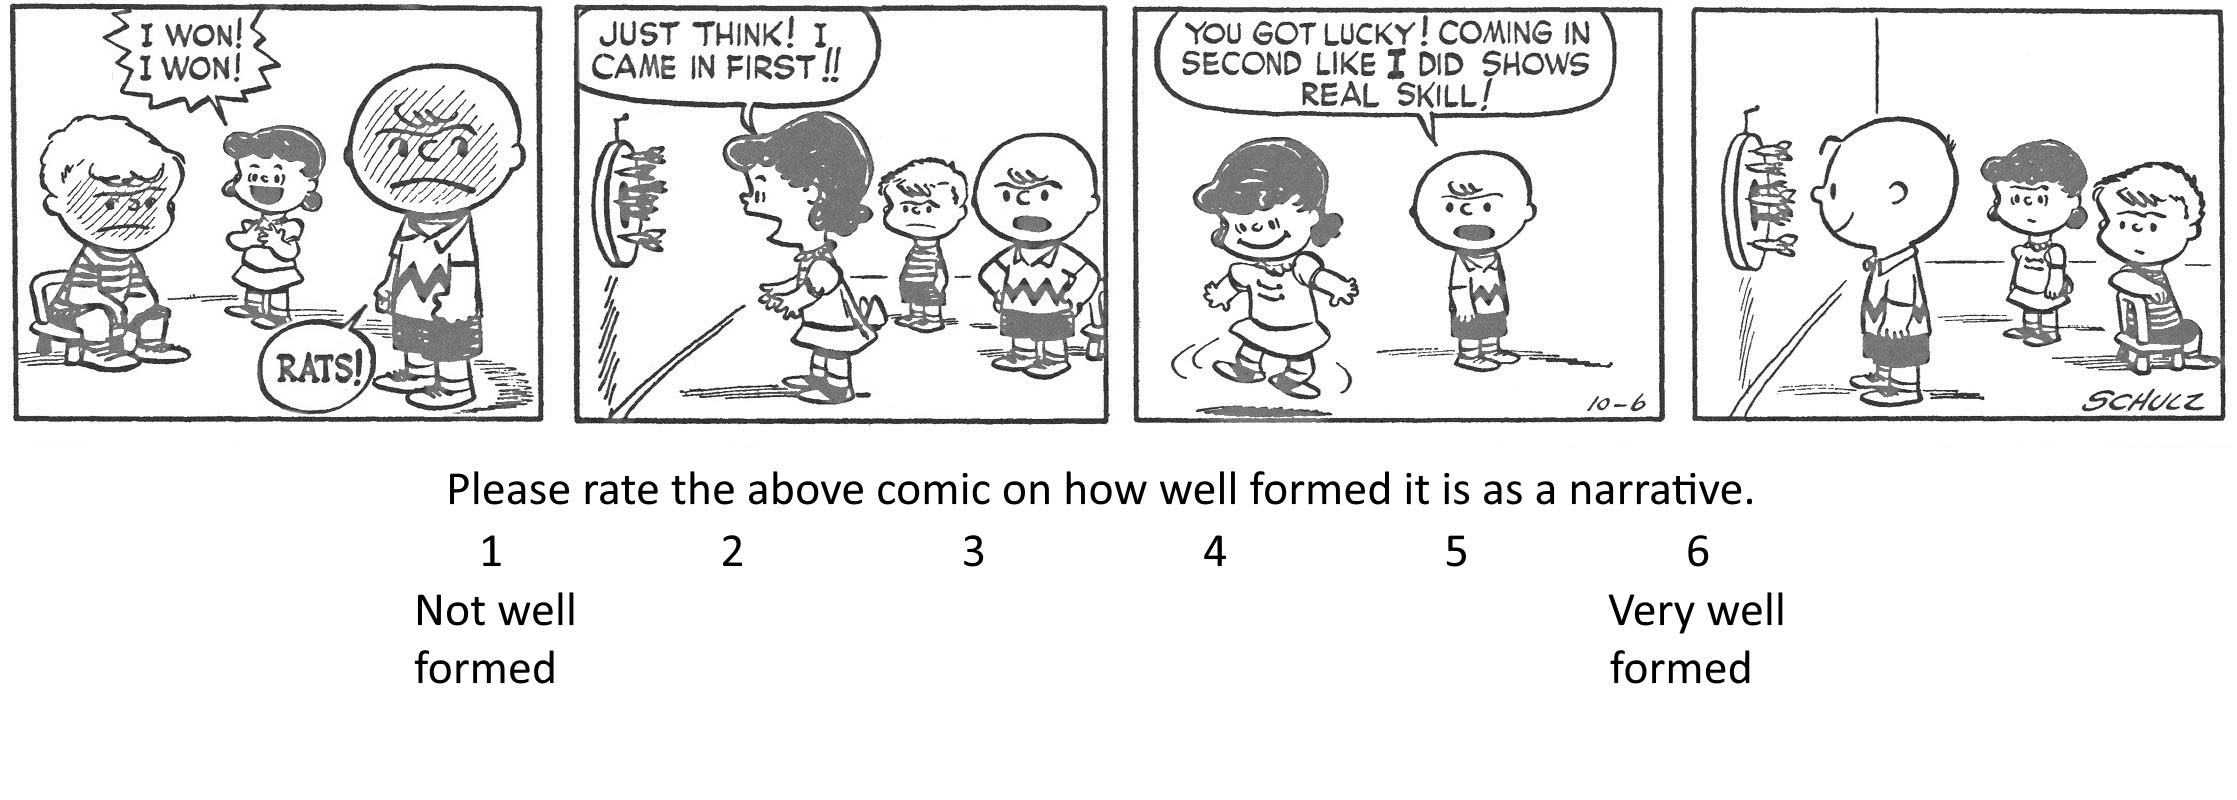 I WON!
I WON!
RATS!
JUST THINK! I
CAME IN FIRST!!
YOU GOT LUCKY! COMING IN
SECOND LIKE I DID SHOWS
REAL SKILL!
10-6
SCHULZ
Please rate the above comic on how well formed it is as a narrative.
1 2 3 4 5 6
Not well
formed
Very well
formed